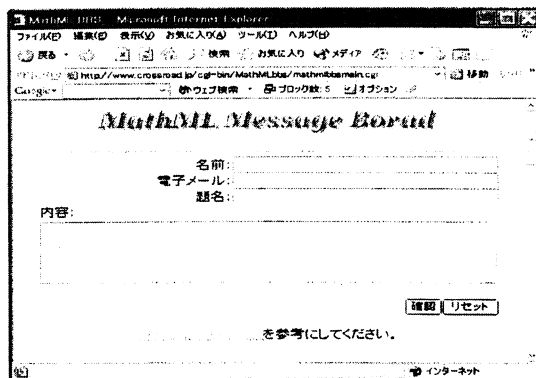 MathML BBS - Microsoft Internet Explorer
ファイル(F) 編集(E) 表示(V) お気に入り(A) ツール(T) ヘルプ(H)
戻る 検索 お気に入り メディア
http://www.crossroad.jp/cgi-bin/MathMLbbs/mathmlbbsmain.cgi 移動
Google ウェブ検索 ブロック数: 5 オプション
MathML Message Borad
名前:
電子メール:
題名:
内容:
確認 リセット
を参考にしてください。
インターネット